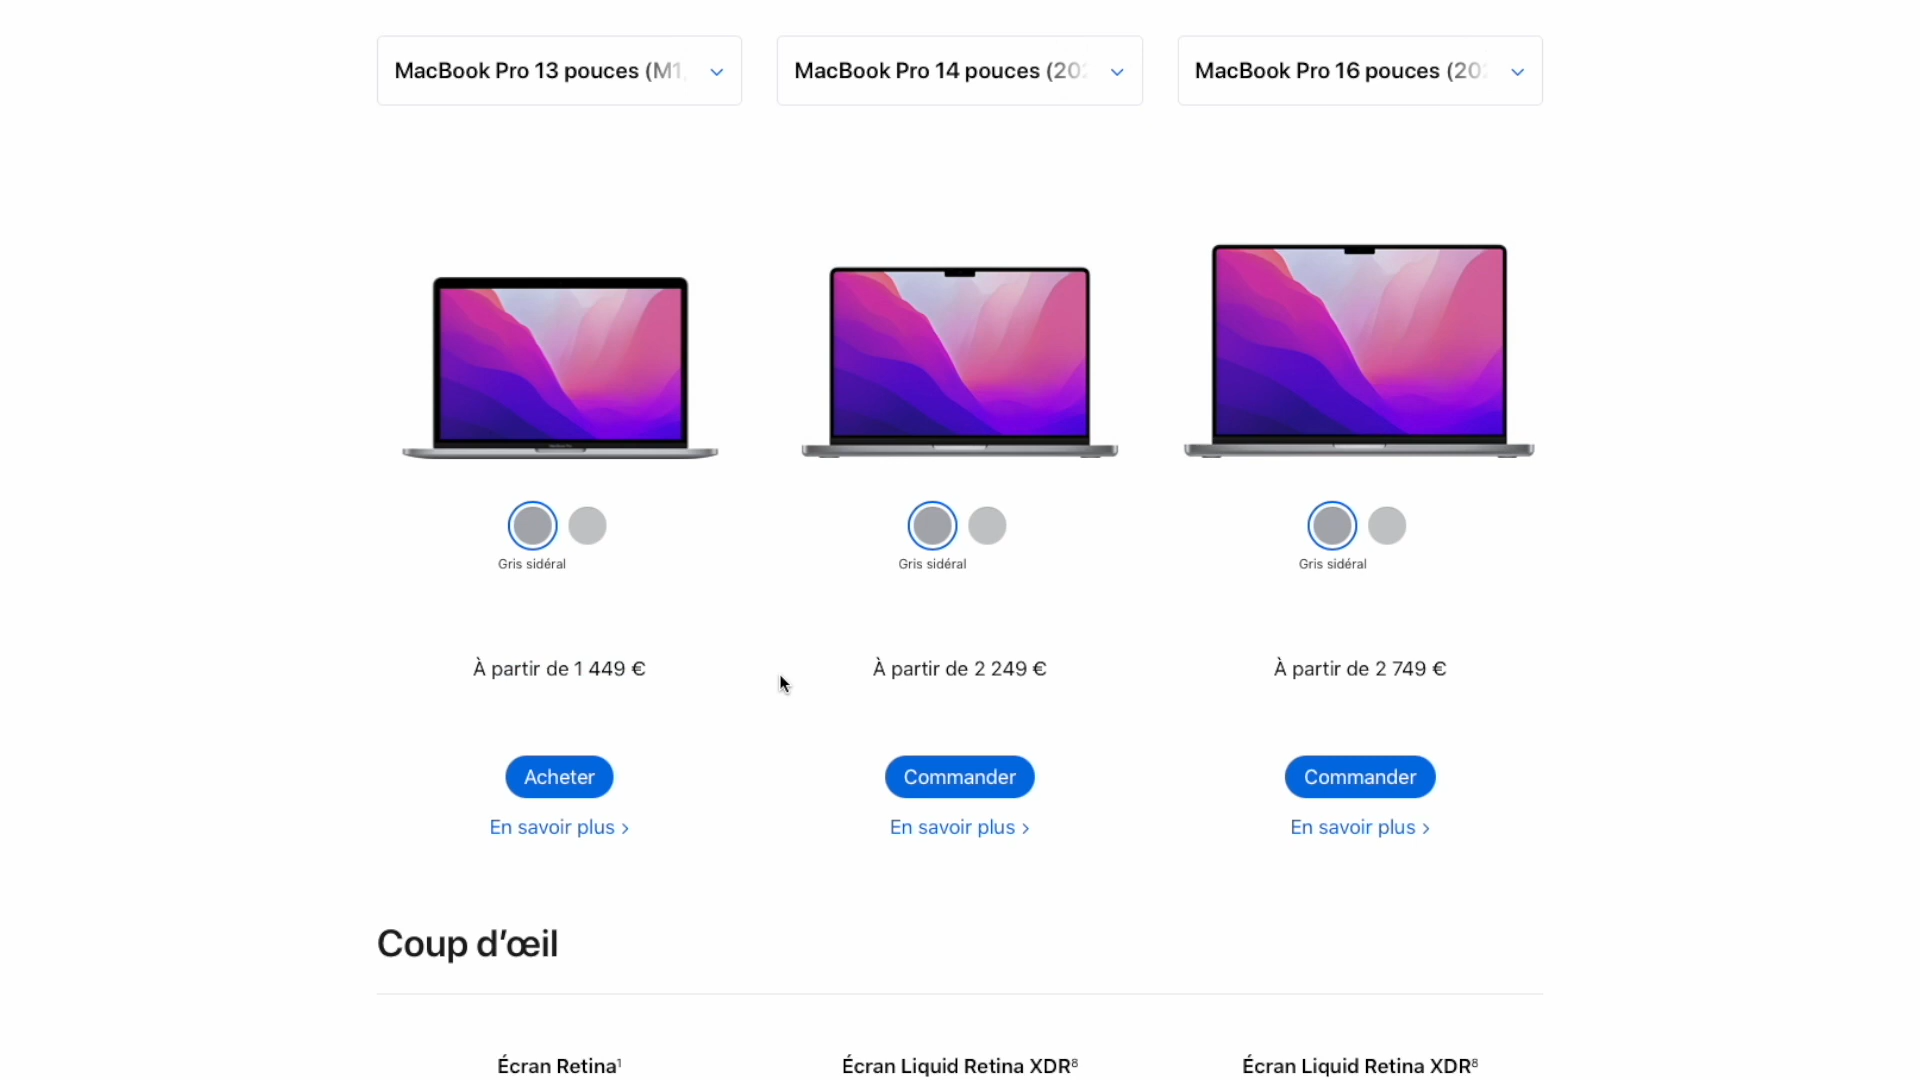 MacBook Pro 13 pouces (M1,
MacBook Pro 14 pouces (20
MacBook Pro 16 pouces (20
Gris sidéral
Gris sidéral
Gris sidéral
À partir de 1 449 €
À partir de 2 249 €
À partir de 2 749 €
Acheter
Commander
Commander
En savoir plus >
En savoir plus >
En savoir plus >
Coup d’œil
Écran Retina¹
Écran Liquid Retina XDR⁸
Écran Liquid Retina XDR⁸